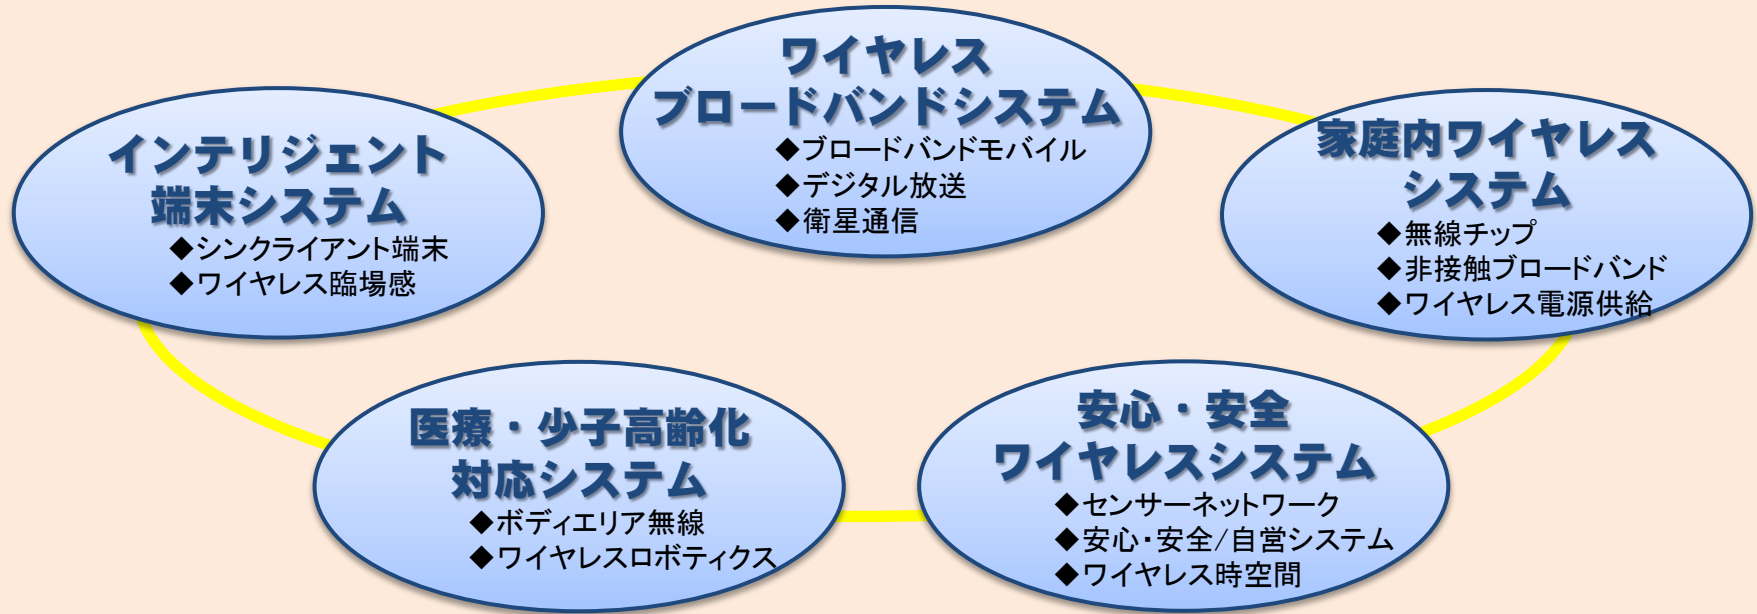 ワイヤレス
ブロードバンドシステム
◆ブロードバンドモバイル
◆デジタル放送
◆衛星通信
インテリジェント
端末システム
◆シンクライアント端末
◆ワイヤレス臨場感
家庭内ワイヤレス
システム
◆無線チップ
◆非接触ブロードバンド
◆ワイヤレス電源供給
医療・少子高齢化
対応システム
◆ボディエリア無線
◆ワイヤレスロボティクス
安心・安全
ワイヤレスシステム
◆センサーネットワーク
◆安心・安全/自営システム
◆ワイヤレス時空間